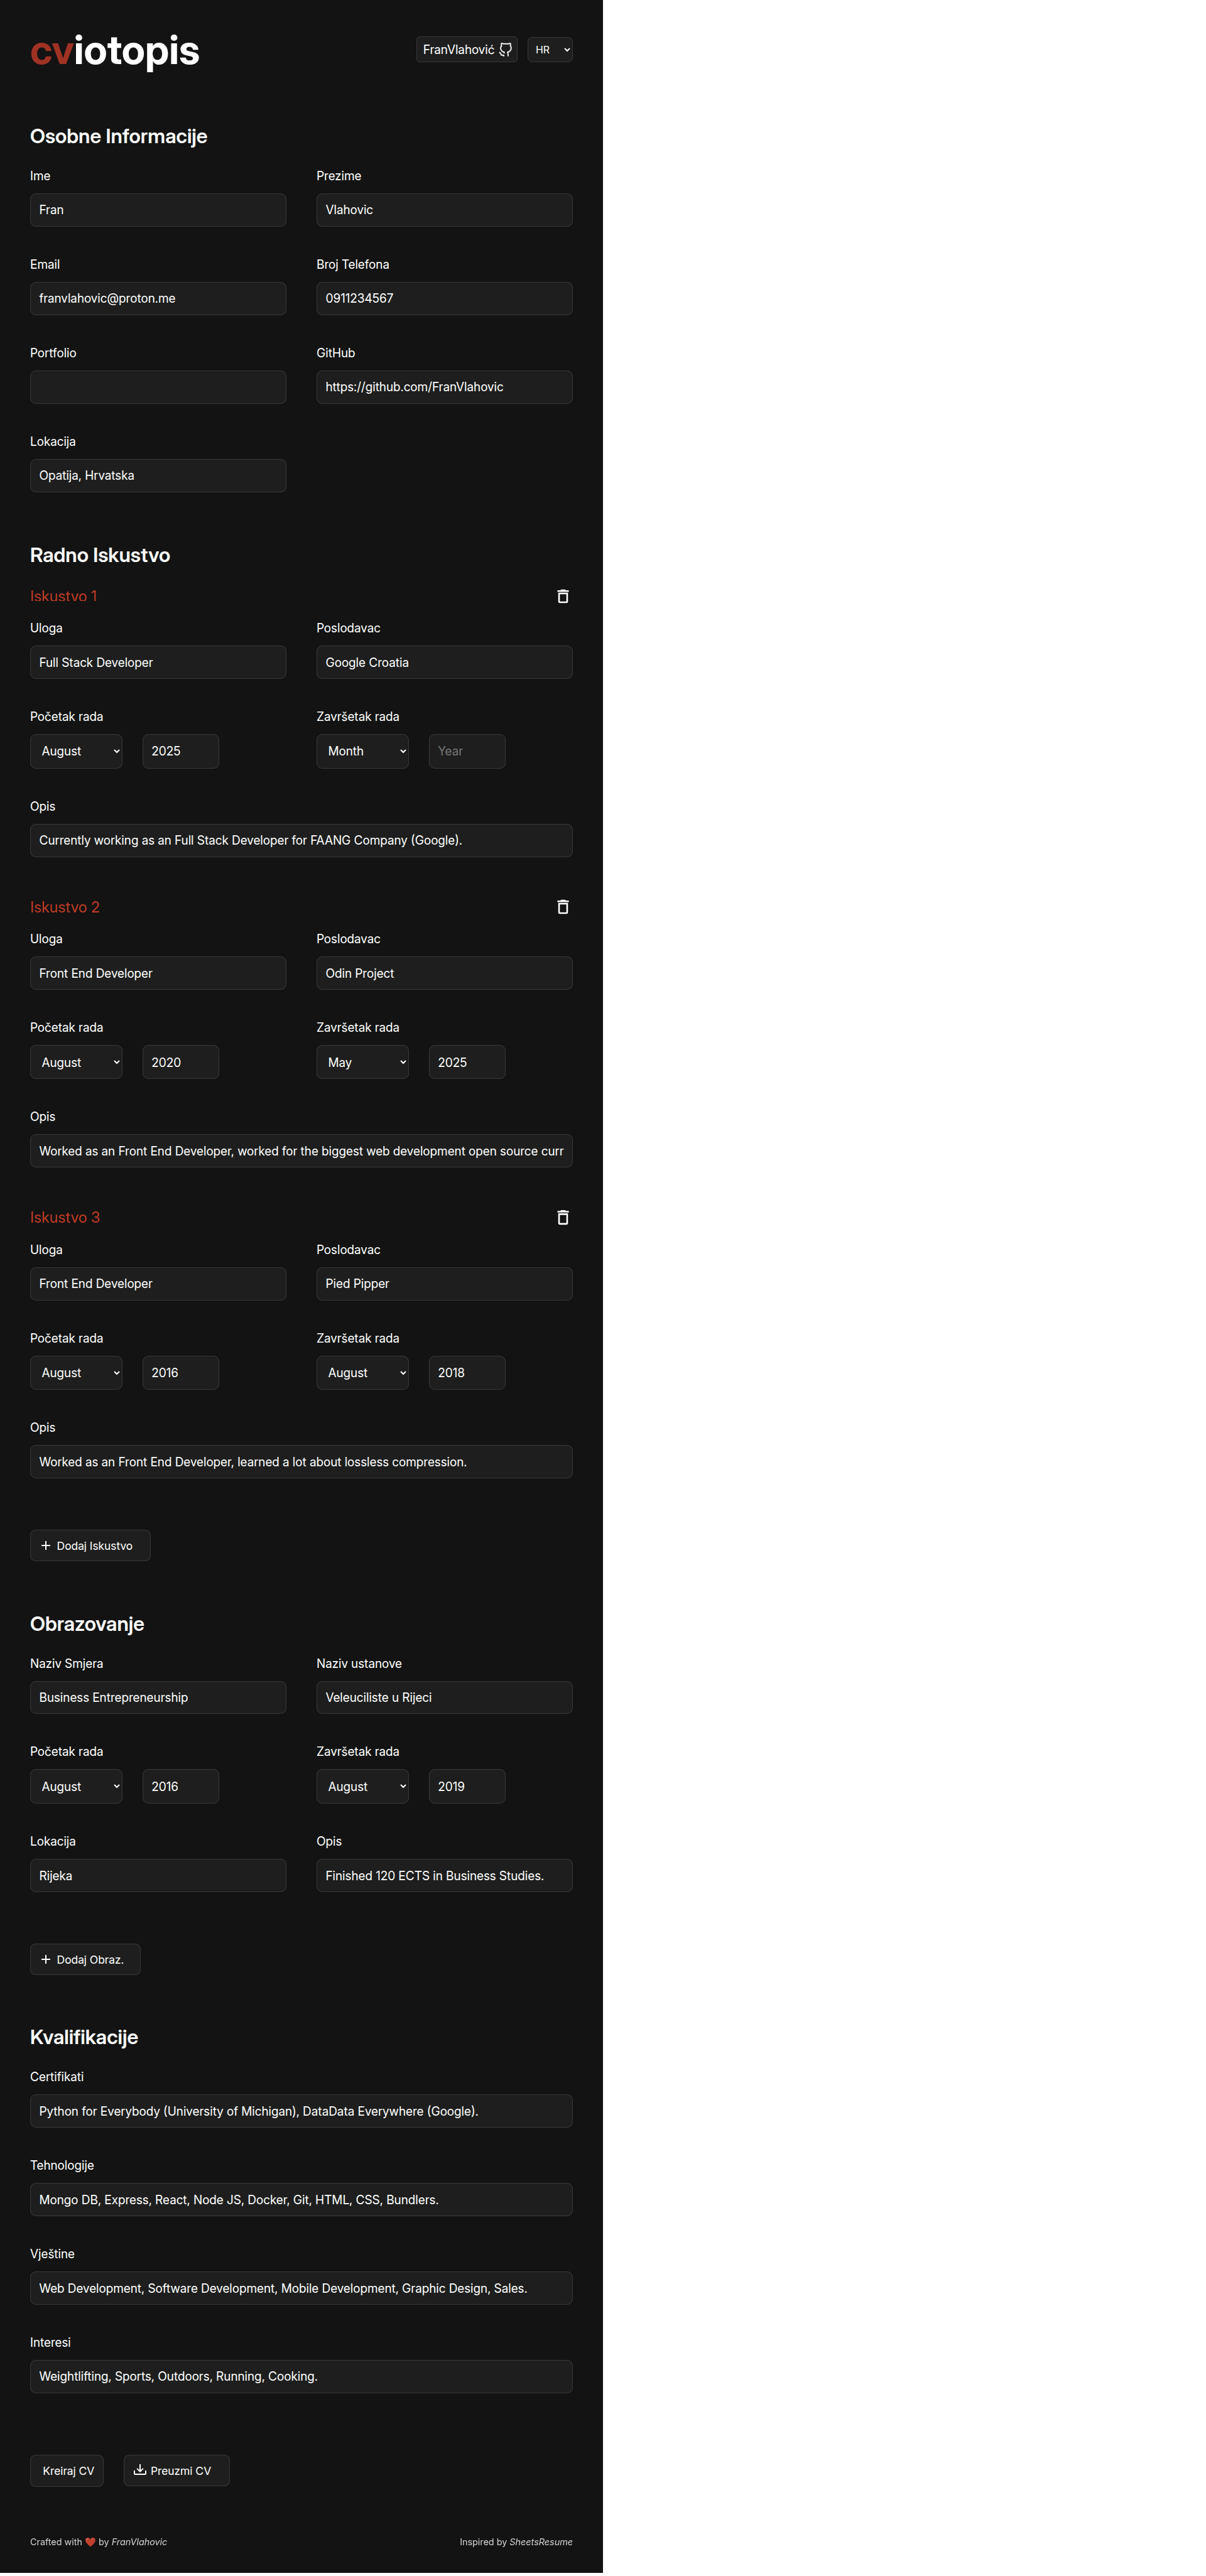 cviotopis
FranVlahović HR
Osobne Informacije
Ime Prezime
Fran Vlahovic
Email Broj Telefona
franvlahovic@proton.me 0911234567
Portfolio GitHub
https://github.com/FranVlahovic
Lokacija
Opatija, Hrvatska
Radno Iskustvo
Iskustvo 1
Uloga Poslodavac
Full Stack Developer Google Croatia
Početak rada Završetak rada
August 2025 Month Year
Opis
Currently working as an Full Stack Developer for FAANG Company (Google).
Iskustvo 2
Uloga Poslodavac
Front End Developer Odin Project
Početak rada Završetak rada
August 2020 May 2025
Opis
Worked as an Front End Developer, worked for the biggest web development open source curr
Iskustvo 3
Uloga Poslodavac
Front End Developer Pied Pipper
Početak rada Završetak rada
August 2016 August 2018
Opis
Worked as an Front End Developer, learned a lot about lossless compression.
+ Dodaj Iskustvo
Obrazovanje
Naziv Smjera Naziv ustanove
Business Entrepreneurship Veleuciliste u Rijeci
Početak rada Završetak rada
August 2016 August 2019
Lokacija Opis
Rijeka Finished 120 ECTS in Business Studies.
+ Dodaj Obraz.
Kvalifikacije
Certifikati
Python for Everybody (University of Michigan), DataData Everywhere (Google).
Tehnologije
Mongo DB, Express, React, Node JS, Docker, Git, HTML, CSS, Bundlers.
Vještine
Web Development, Software Development, Mobile Development, Graphic Design, Sales.
Interesi
Weightlifting, Sports, Outdoors, Running, Cooking.
Kreiraj CV Preuzmi CV
Crafted with ❤️ by FranVlahovic Inspired by SheetsResume